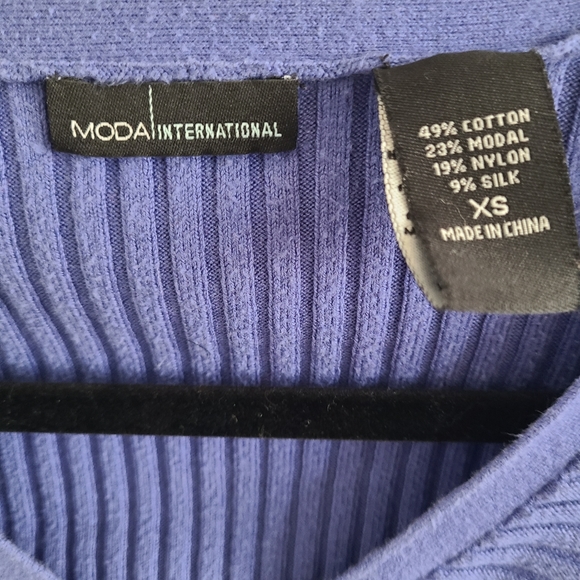 MODA INTERNATIONAL
49% COTTON
23% MODAL
19% NYLON
9% SILK
XS
MADE IN CHINA